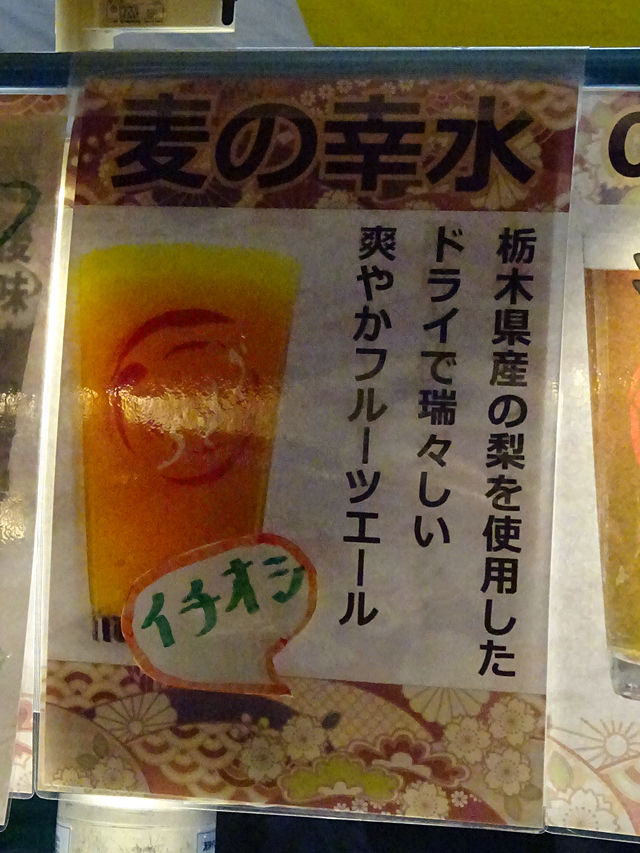 麦の幸水
栃木県産の梨を使用した
ドライで瑞々しい
爽やかフルーツエール
イチオシ
味